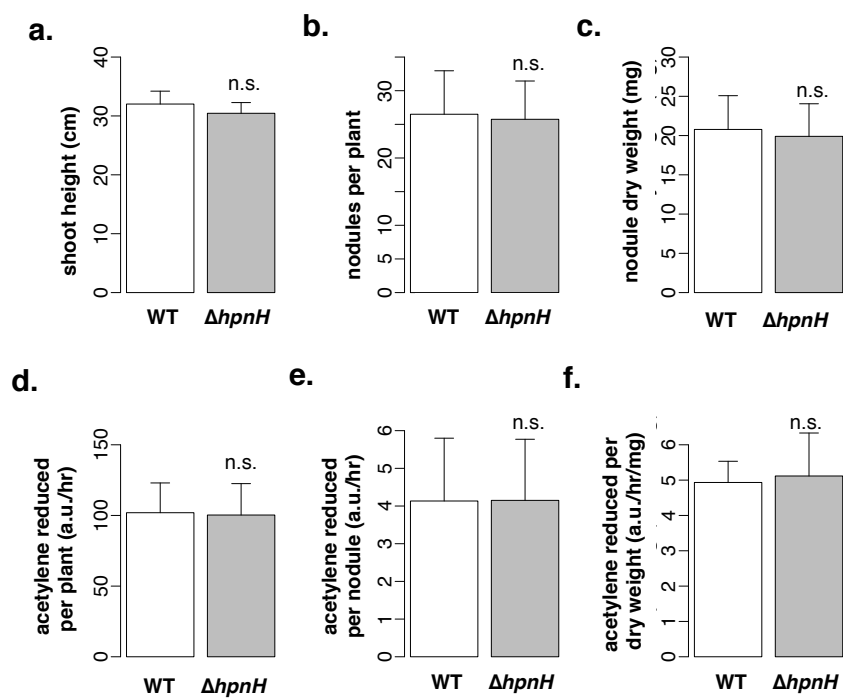 a.
shoot height (cm)
0 10 20 30 40
n.s.
WT ΔhpnH
b.
nodules per plant
0 5 10 20 30
n.s.
WT ΔhpnH
c.
nodule dry weight (mg)
0 5 10 15 20 25 30
n.s.
WT ΔhpnH
d.
acetylene reduced
per plant (a.u./hr)
0 50 100 150
n.s.
WT ΔhpnH
e.
acetylene reduced
per nodule (a.u./hr)
0 1 2 3 4 5 6
n.s.
WT ΔhpnH
f.
acetylene reduced per
dry weight (a.u./hr/mg)
0 1 2 3 4 5 6
n.s.
WT ΔhpnH